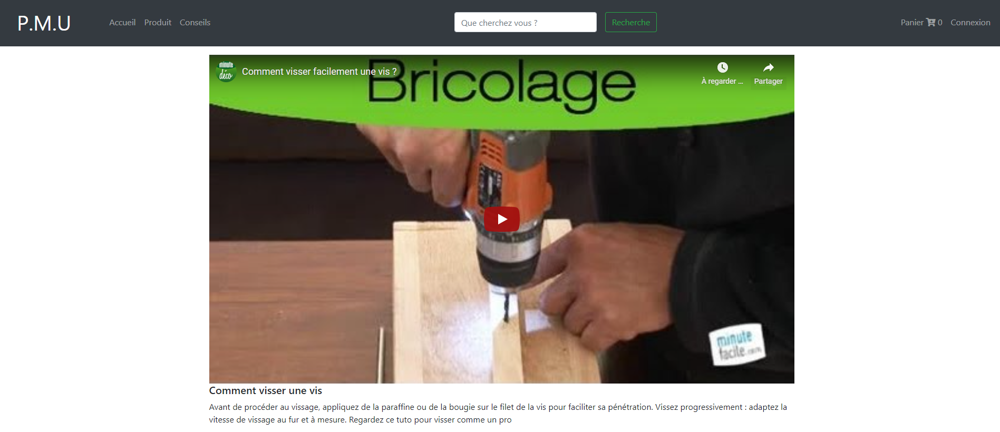 P.M.U
Accueil Produit Conseils
Que cherchez vous ?
Recherche
Panier 0 Connexion
minute
déco
Comment visser facilement une vis ?
À regarder ...
Partager
Bricolage
minute
facile.com
Comment visser une vis
Avant de procéder au vissage, appliquez de la paraffine ou de la bougie sur le filet de la vis pour faciliter sa pénétration. Vissez progressivement : adaptez la
vitesse de vissage au fur et à mesure. Regardez ce tuto pour visser comme un pro